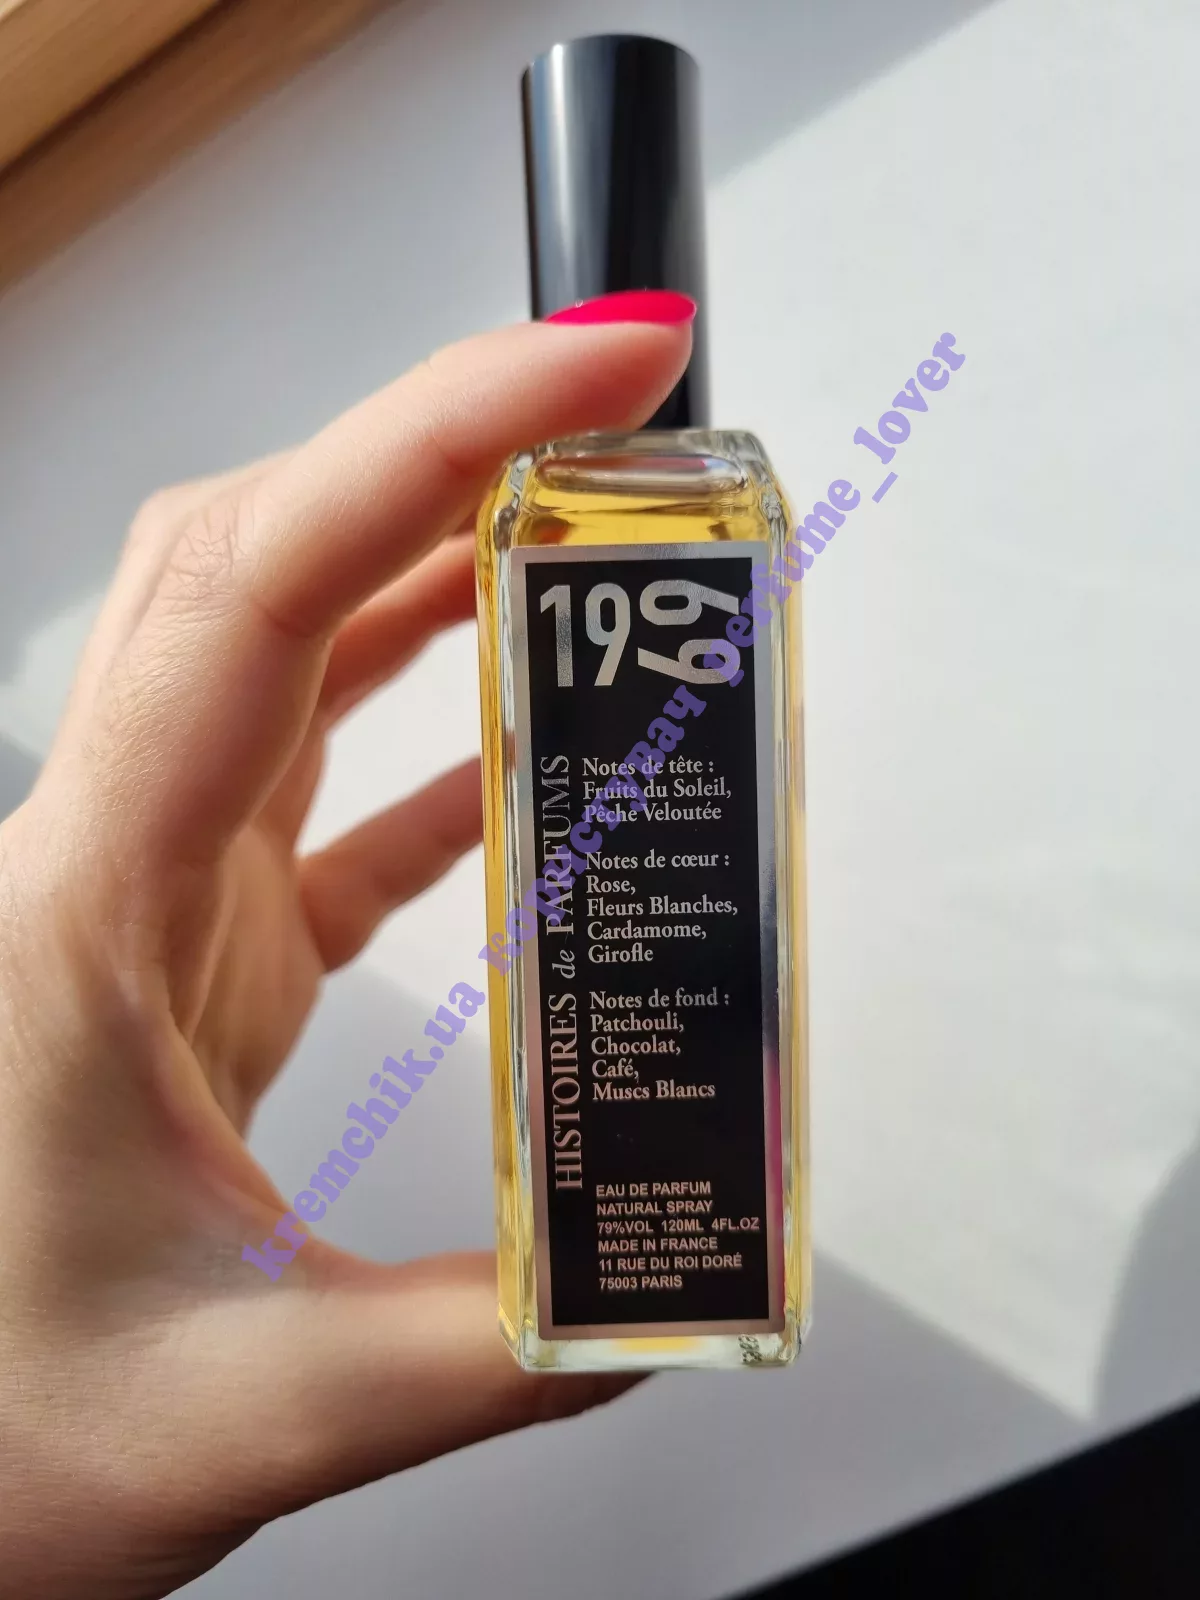 1969
HISTOIRES de PARFUMS
Notes de tête :
Fruits du Soleil,
Pêche Veloutée
Notes de cœur :
Rose,
Fleurs Blanches,
Cardamome,
Girofle
Notes de fond :
Patchouli,
Chocolat,
Café,
Muscs Blancs
EAU DE PARFUM
NATURAL SPRAY
79%VOL 120ML 4FL.OZ
MADE IN FRANCE
11 RUE DU ROI DORÉ
75003 PARIS
kremchik.ua користувач perfume_lover